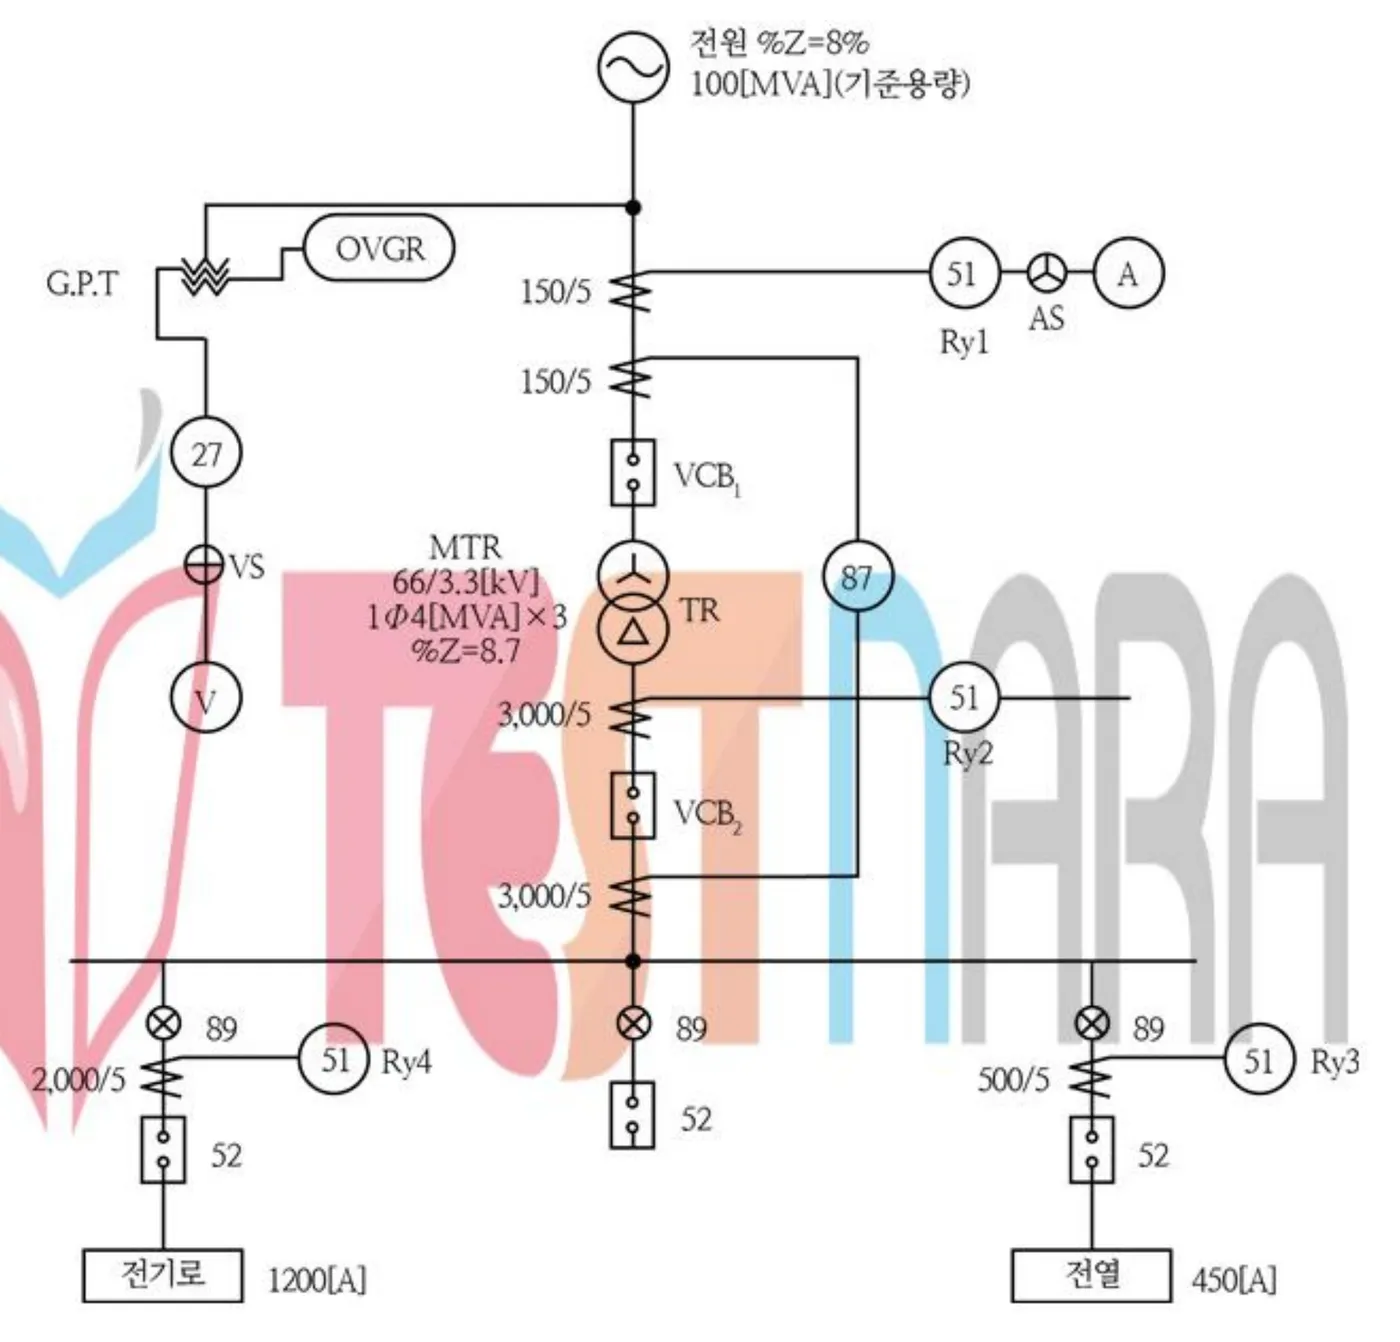 전원 %Z=8%
100[MVA](기준용량)
OVGR
G.P.T
150/5
51
A
Ry1
AS
150/5
27
VCB₁
VS
MTR
66/3.3[kV]
1Φ4[MVA]×3
%Z=8.7
TR
87
V
3,000/5
51
Ry2
VCB₂
3,000/5
89
89
89
2,000/5
51
Ry4
500/5
51
Ry3
52
52
52
전기로
1200[A]
전열
450[A]
TESTNARA